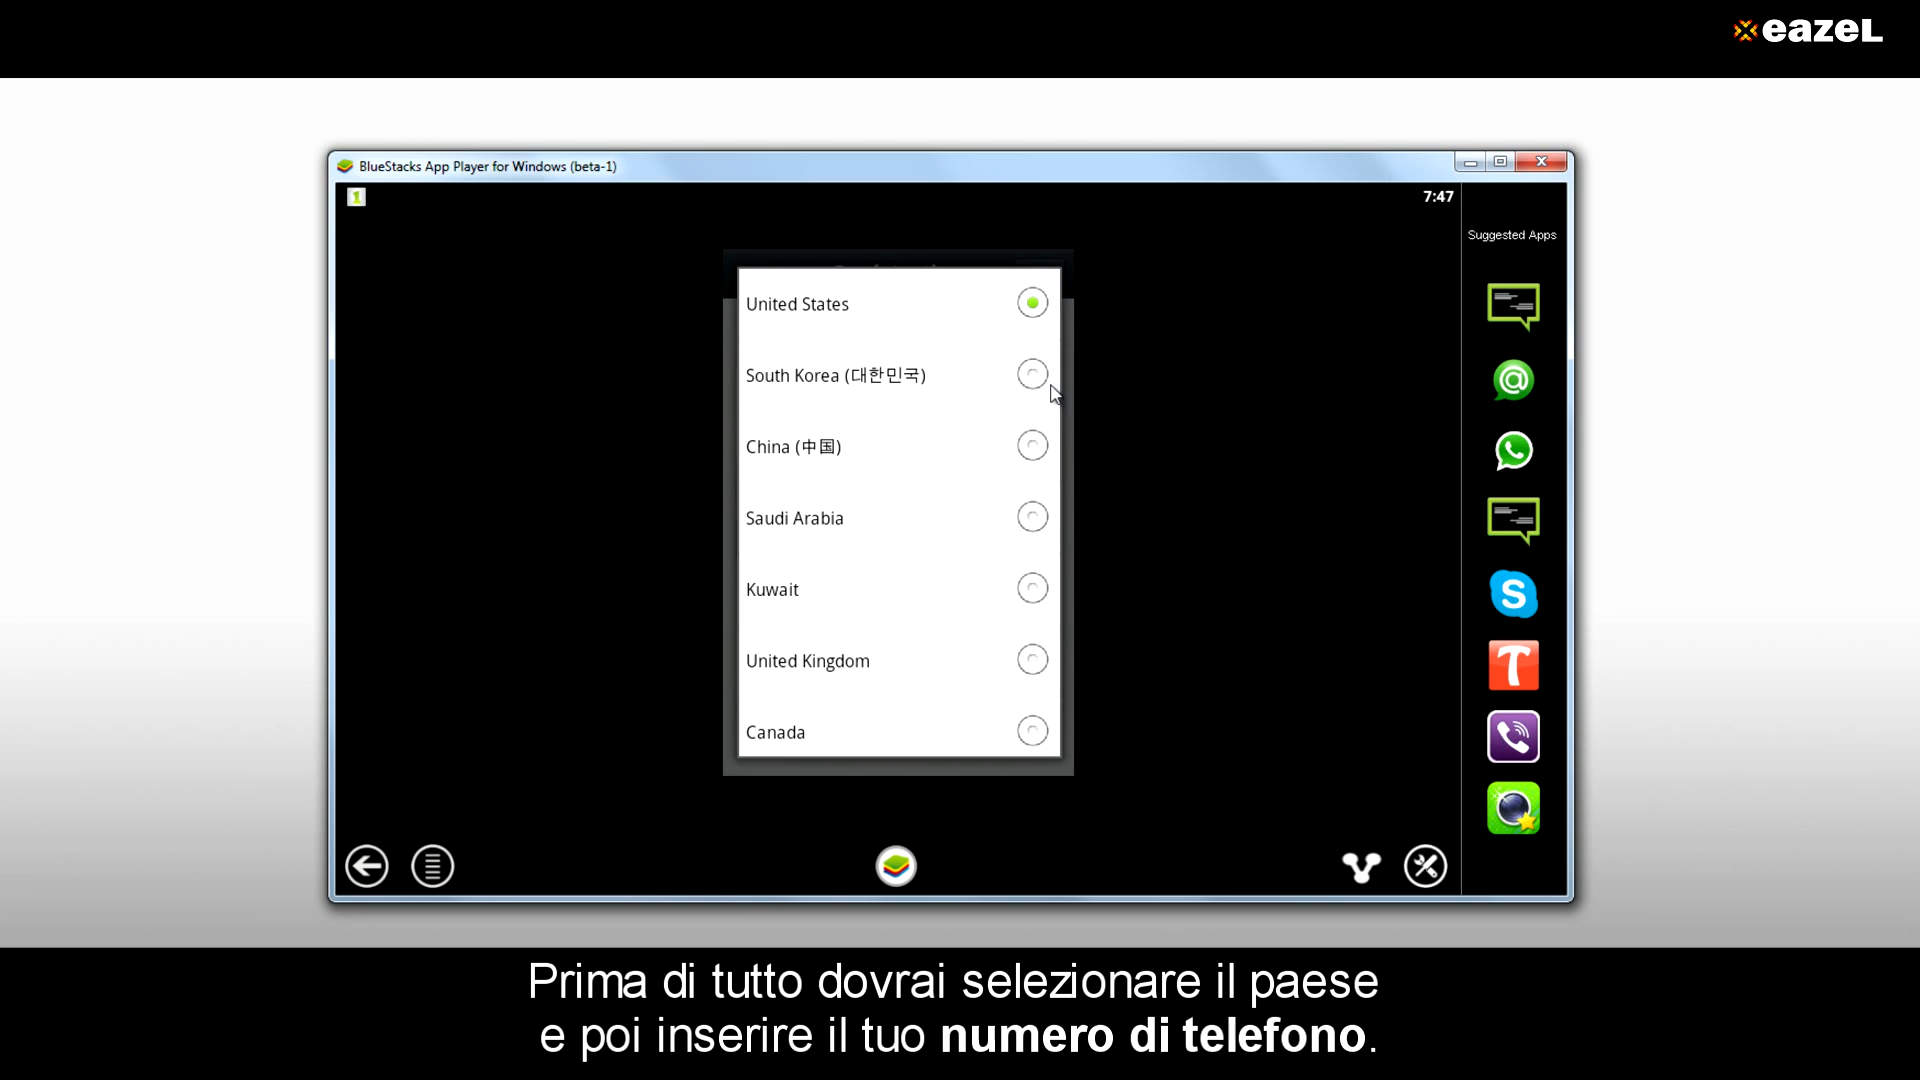 eazeL
BlueStacks App Player for Windows (beta-1)
1
7:47
Suggested Apps
United States
South Korea (대한민국)
China (中国)
Saudi Arabia
Kuwait
United Kingdom
Canada
Prima di tutto dovrai selezionare il paese
e poi inserire il tuo numero di telefono.